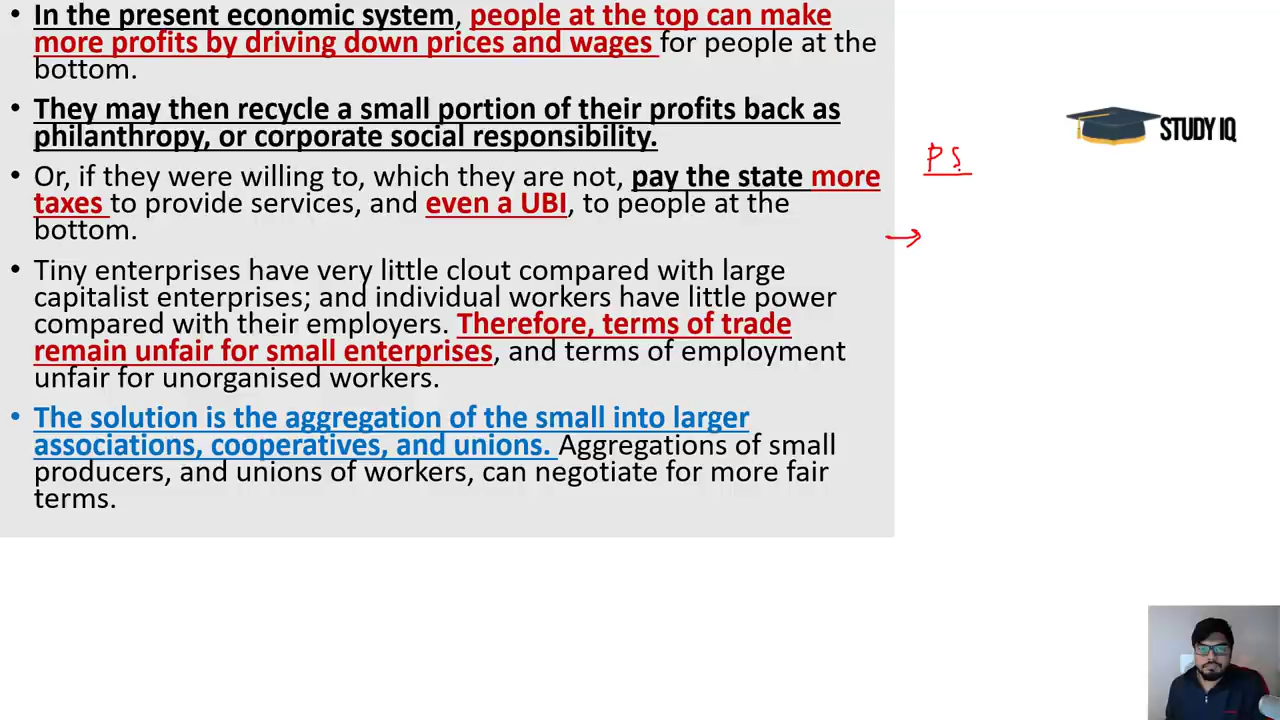 • In the present economic system, people at the top can make
more profits by driving down prices and wages for people at the
bottom.
• They may then recycle a small portion of their profits back as
philanthropy, or corporate social responsibility.
• Or, if they were willing to, which they are not, pay the state more
taxes to provide services, and even a UBI, to people at the
bottom.
• Tiny enterprises have very little clout compared with large
capitalist enterprises; and individual workers have little power
compared with their employers. Therefore, terms of trade
remain unfair for small enterprises, and terms of employment
unfair for unorganised workers.
• The solution is the aggregation of the small into larger
associations, cooperatives, and unions. Aggregations of small
producers, and unions of workers, can negotiate for more fair
terms.
STUDY IQ